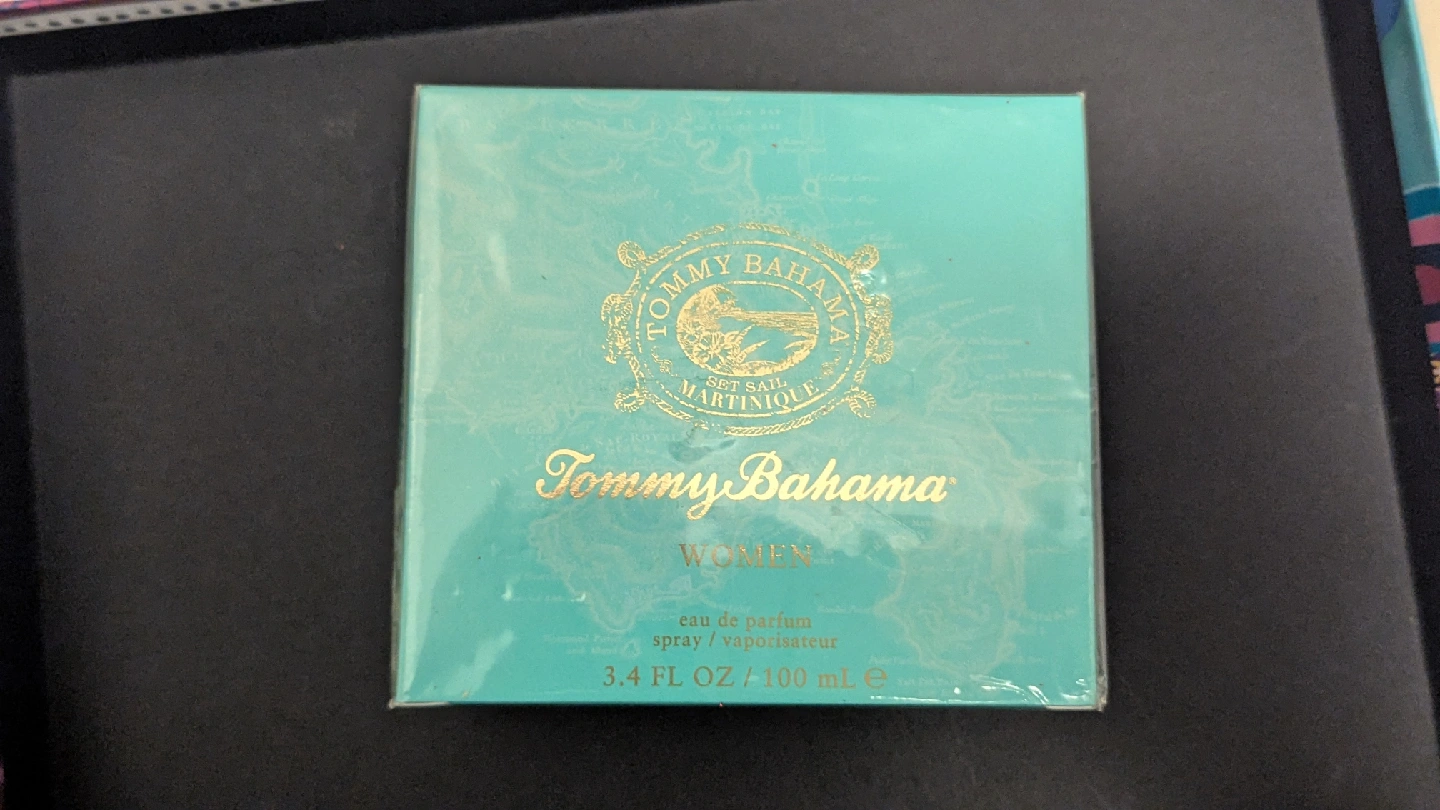 TOMMY BAHAMA
SET SAIL
MARTINIQUE
Tommy Bahama
WOMEN
eau de parfum
spray / vaporisateur
3.4 FL OZ / 100 mL ℮